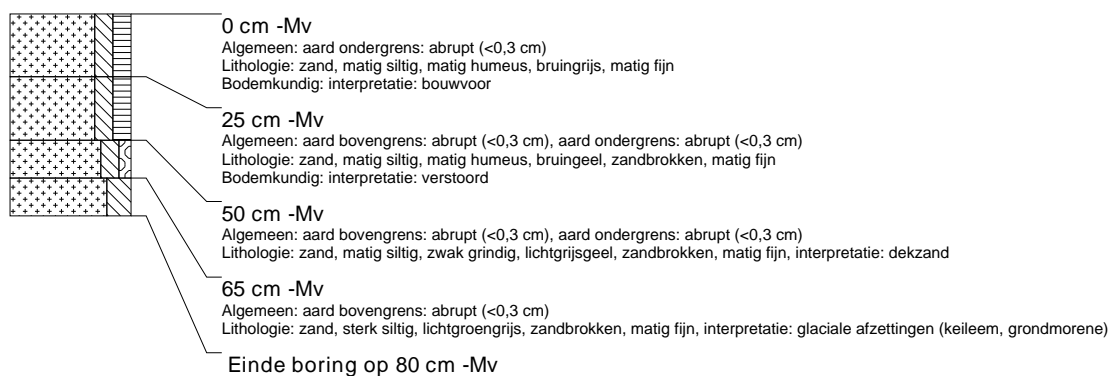 0 cm -Mv
Algemeen: aard ondergrens: abrupt (<0,3 cm)
Lithologie: zand, matig siltig, matig humeus, bruingrijs, matig fijn
Bodemkundig: interpretatie: bouwvoor
25 cm -Mv
Algemeen: aard bovengrens: abrupt (<0,3 cm), aard ondergrens: abrupt (<0,3 cm)
Lithologie: zand, matig siltig, matig humeus, bruingeel, zandbrokken, matig fijn
Bodemkundig: interpretatie: verstoord
50 cm -Mv
Algemeen: aard bovengrens: abrupt (<0,3 cm), aard ondergrens: abrupt (<0,3 cm)
Lithologie: zand, matig siltig, zwak grindig, lichtgrijsgeel, zandbrokken, matig fijn, interpretatie: dekzand
65 cm -Mv
Algemeen: aard bovengrens: abrupt (<0,3 cm)
Lithologie: zand, sterk siltig, lichtgroengrijs, zandbrokken, matig fijn, interpretatie: glaciale afzettingen (keileem, grondmorene)
Einde boring op 80 cm -Mv